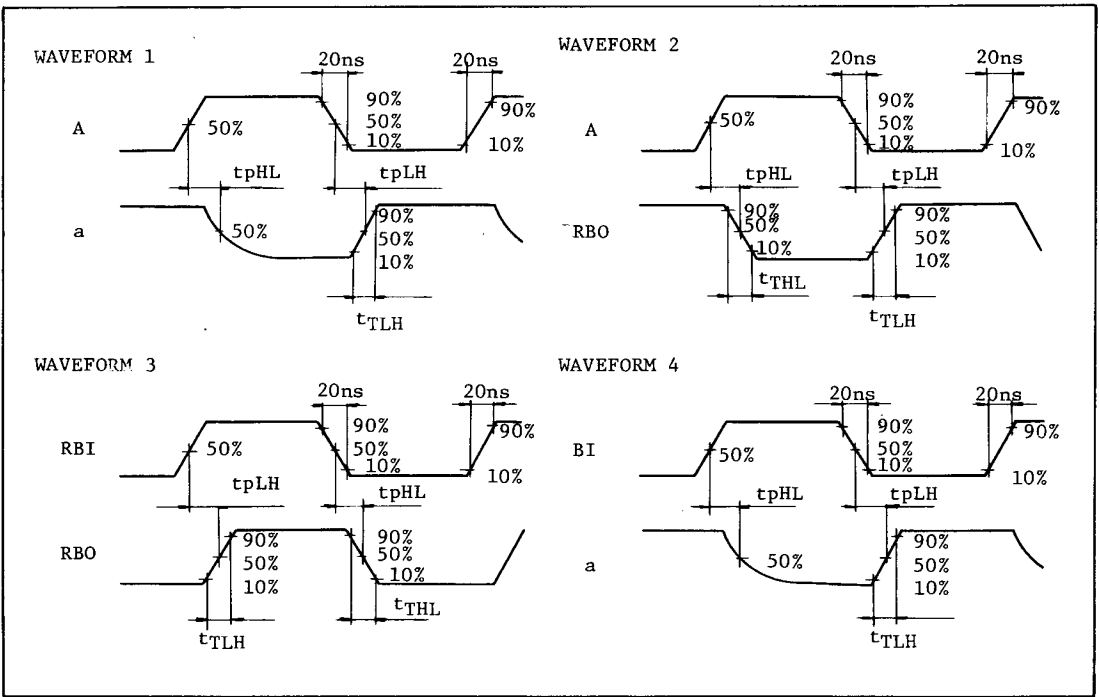 WAVEFORM 1
20ns 20ns
90% 90%
A 50% 50%
10% 10%
tpHL tpLH
90%
a 50% 50%
10%
tTLH
WAVEFORM 2
20ns 20ns
90% 90%
A 50% 50%
10% 10%
tpHL tpLH
90% 90%
RBO 50% 50%
10% 10%
tTHL
tTLH
WAVEFORM 3
20ns 20ns
90% 90%
RBI 50% 50%
10% 10%
tpLH tpHL
90% 90%
RBO 50% 50%
10% 10%
tTHL
tTLH
WAVEFORM 4
20ns 20ns
90% 90%
BI 50% 50%
10% 10%
tpHL tpLH
90%
a 50% 50%
10%
tTLH